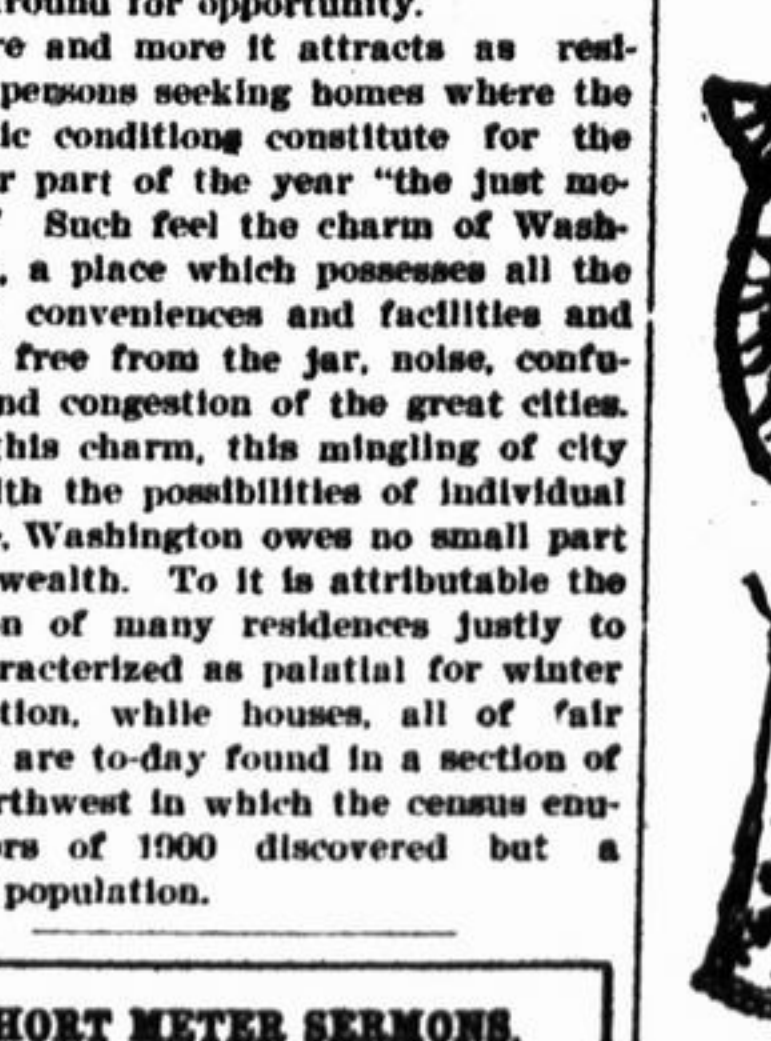 round for opportunity.
re and more it attracts as resi-
persons seeking homes where the
ic conditions constitute for the
r part of the year "the just me-
Such feel the charm of Wash-
, a place which possesses all the
conveniences and facilities and
free from the jar, noise, confu-
nd congestion of the great cities.
this charm, this mingling of city
ith the possibilities of individual
, Washington owes no small part
wealth. To it is attributable the
n of many residences justly to
racterized as palatial for winter
tion, while houses, all of fair
are to-day found in a section of
rthwest in which the census enu-
rs of 1900 discovered but a
population.
HORT METER SERMONS.